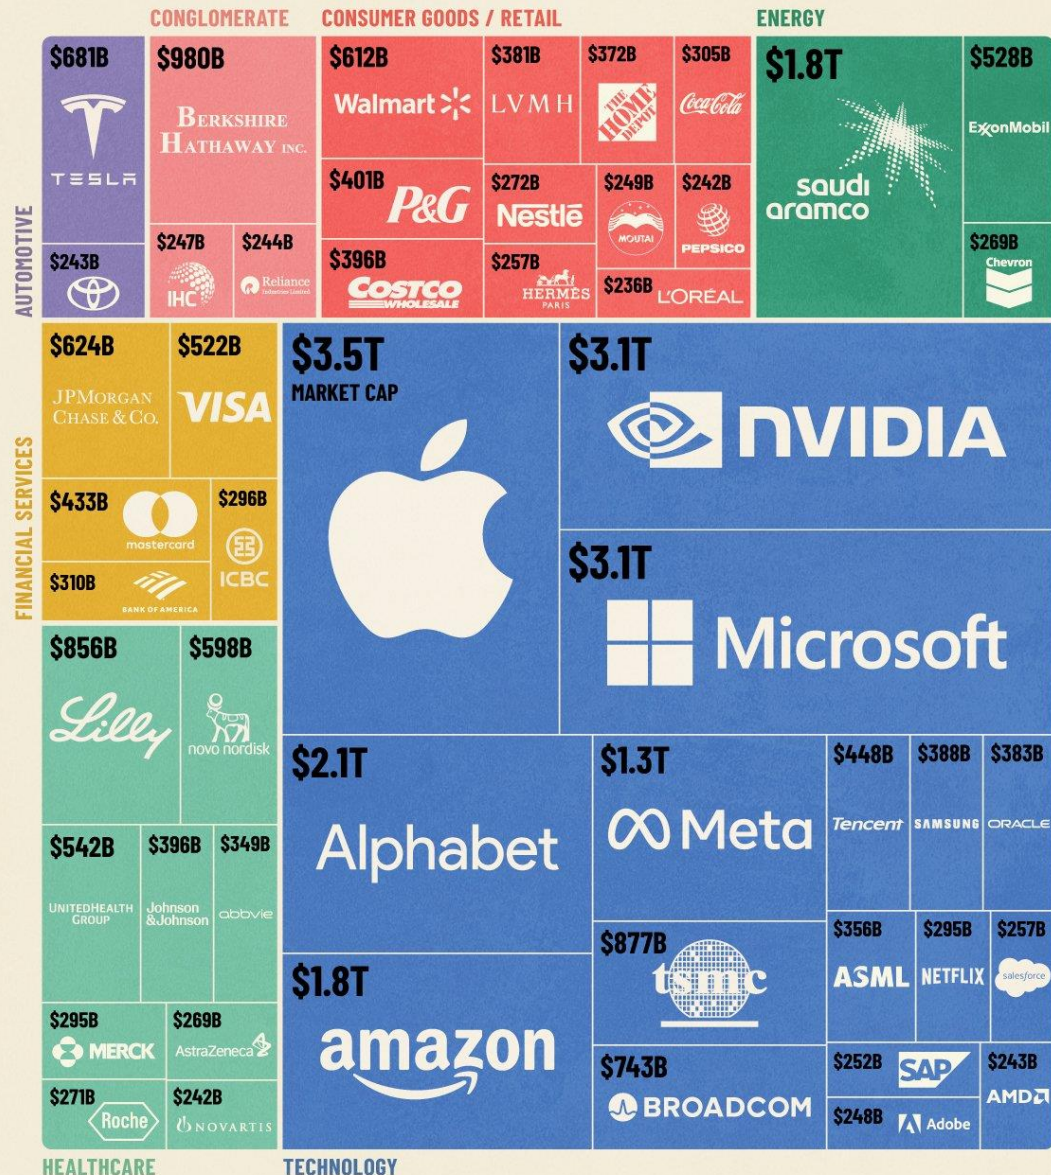 CONGLOMERATE
CONSUMER GOODS / RETAIL
ENERGY
AUTOMOTIVE
$681B
TESLA
$243B
$980B
BERKSHIRE
HATHAWAY INC.
$247B
IHC
$244B
Reliance
Industries Limited
$612B
Walmart
$401B
P&G
$396B
COSTCO
WHOLESALE
$381B
LVMH
$372B
THE
HOME
DEPOT
$305B
Coca-Cola
$272B
Nestlé
$249B
MOUTAI
$242B
PEPSICO
$257B
HERMÈS
PARIS
$236B
L'ORÉAL
$1.8T
saudi
aramco
$528B
ExxonMobil
$269B
Chevron
FINANCIAL SERVICES
$624B
JPMORGAN
CHASE & CO.
$522B
VISA
$433B
mastercard
$296B
ICBC
$310B
BANK OF AMERICA
$856B
Lilly
$598B
novo nordisk
$542B
UNITEDHEALTH
GROUP
$396B
Johnson
&Johnson
$349B
abbvie
$295B
MERCK
$269B
AstraZeneca
$271B
Roche
$242B
NOVARTIS
HEALTHCARE
$3.5T
MARKET CAP
$3.1T
NVIDIA
$3.1T
Microsoft
$2.1T
Alphabet
$1.8T
amazon
$1.3T
Meta
$877B
tsmc
$743B
BROADCOM
$448B
Tencent
$388B
SAMSUNG
$383B
ORACLE
$356B
ASML
$295B
NETFLIX
$257B
salesforce
$252B
SAP
$248B
Adobe
$243B
AMD
TECHNOLOGY